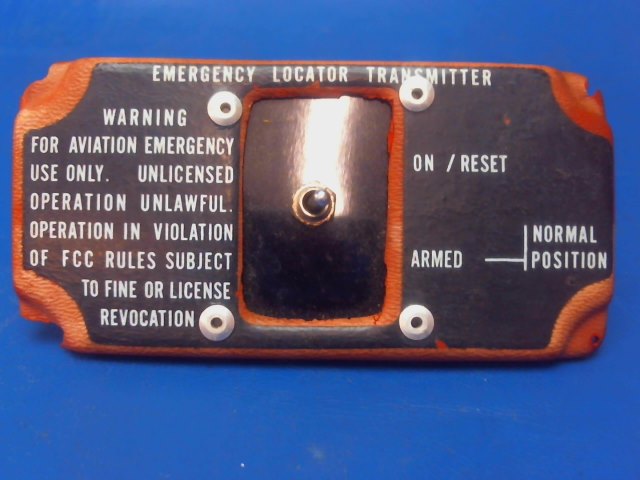 EMERGENCY LOCATOR TRANSMITTER
WARNING
FOR AVIATION EMERGENCY
USE ONLY. UNLICENSED
OPERATION UNLAWFUL.
OPERATION IN VIOLATION
OF FCC RULES SUBJECT
TO FINE OR LICENSE
REVOCATION
ON / RESET
ARMED
NORMAL
POSITION